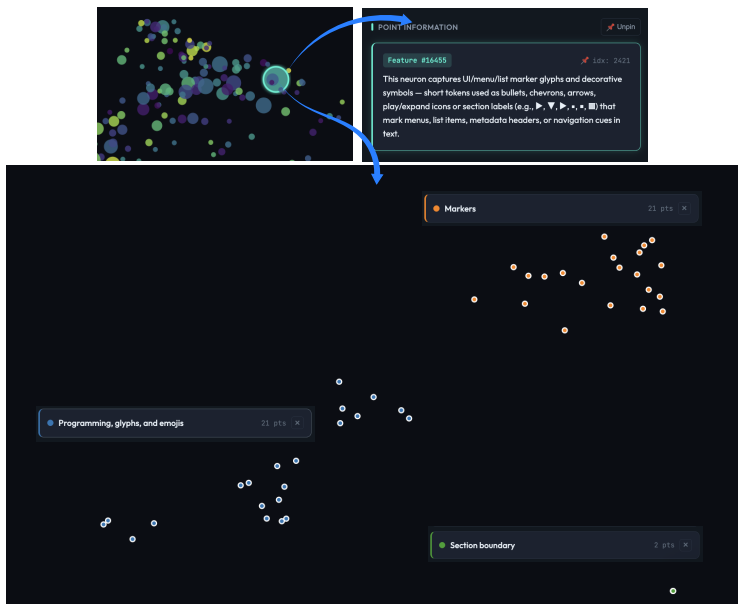 POINT INFORMATION
📌 Unpin
Feature #16455
📌 idx: 2421
This neuron captures UI/menu/list marker glyphs and decorative
symbols — short tokens used as bullets, chevrons, arrows,
play/expand icons or section labels (e.g., ▶, ▼, ►, ▪, ▪, ■) that
mark menus, list items, metadata headers, or navigation cues in
text.
Markers 21 pts ×
Programming, glyphs, and emojis 21 pts ×
Section boundary 2 pts ×